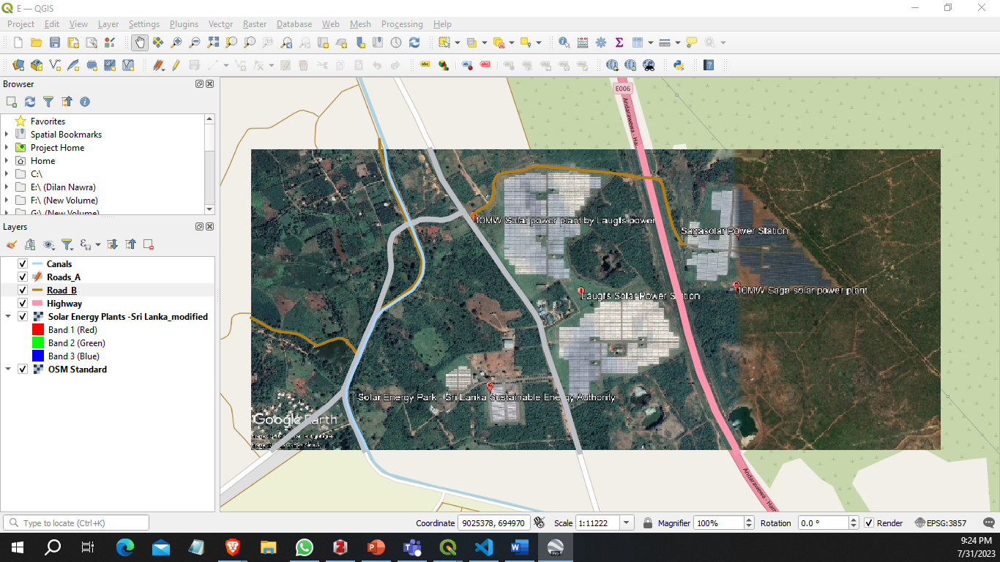 E — QGIS
Project Edit View Layer Settings Plugins Vector Raster Database Web Mesh Processing Help
Browser
Favorites
Spatial Bookmarks
Project Home
Home
C:\
E:\ (Dilan Nawra)
F:\ (New Volume)
G:\ (New Volume)
Layers
Canals
Roads_A
Road_B
Highway
Solar Energy Plants -Sri Lanka_modified
Band 1 (Red)
Band 2 (Green)
Band 3 (Blue)
OSM Standard
E006
Andarawewa - Ha
10MW Solar power plant by Laugfs power
Sagasolar Power Station
10MW Saga solar power plant
Laugfs Solar Power Station
Solar Energy Park - Sri Lanka Sustainable Energy Authority
Google Earth
Andarawewa - Ham
Type to locate (Ctrl+K)
Coordinate 9025378, 694970 Scale 1:11222 Magnifier 100% Rotation 0.0 ° Render EPSG:3857
9:24 PM
7/31/2023